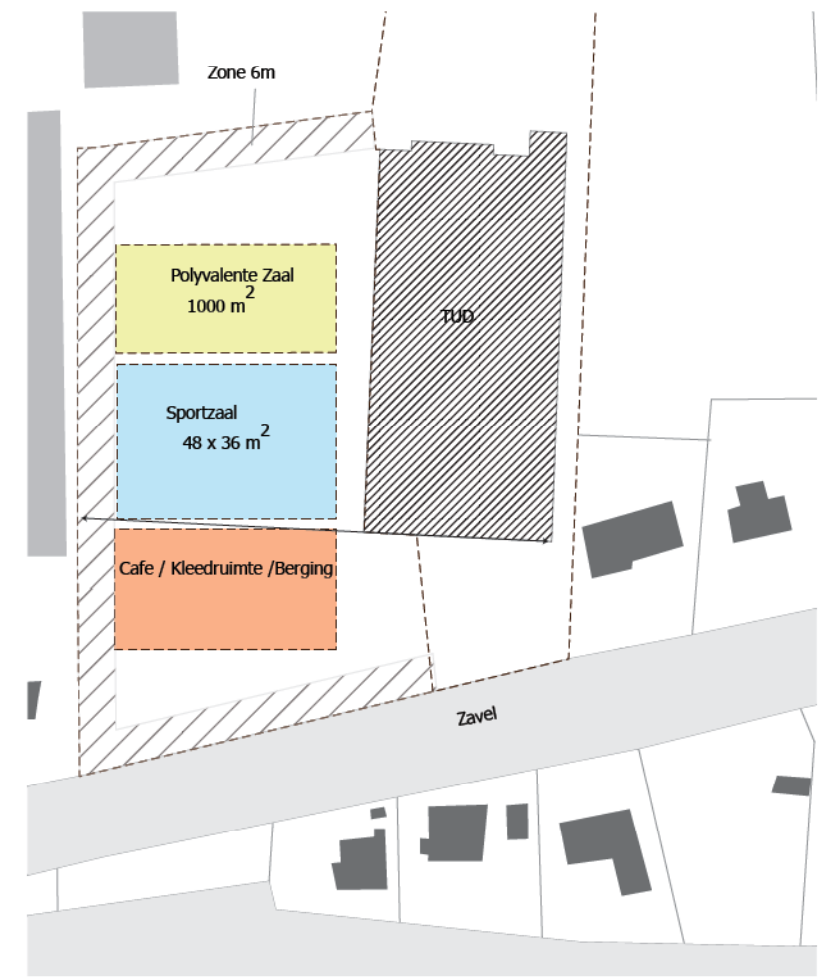 Zone 6m
Polyvalente Zaal
1000 m2
TUD
Sportzaal
48 x 36 m2
Cafe / Kleedruimte /Berging
Zavel